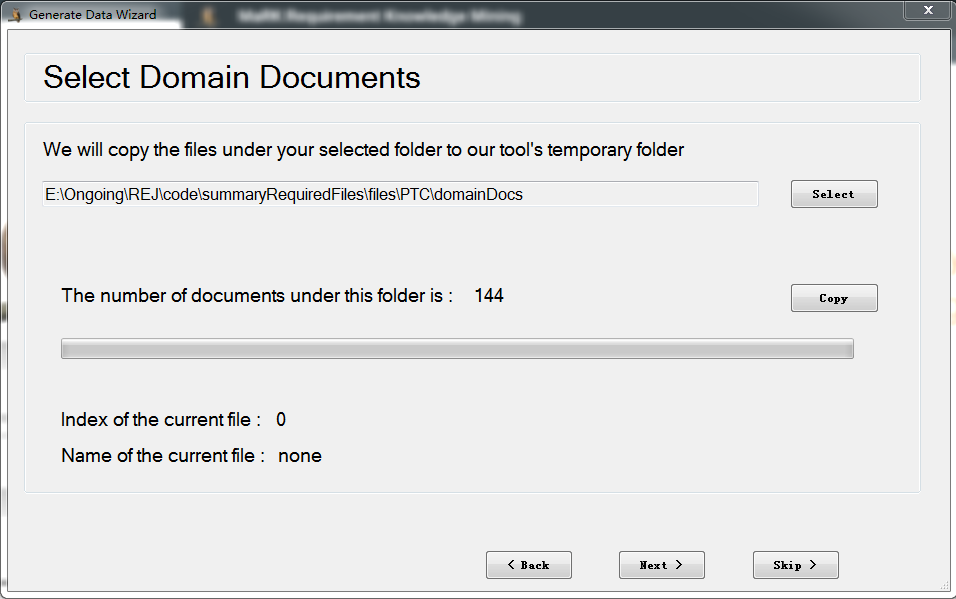 Generate Data Wizard
MaRK:Requirement Knowledge Mining
x
Select Domain Documents
We will copy the files under your selected folder to our tool's temporary folder
E:\Ongoing\REJ\code\summaryRequiredFiles\files\PTC\domainDocs
Select
The number of documents under this folder is : 144
Copy
Index of the current file : 0
Name of the current file : none
< Back
Next >
Skip >